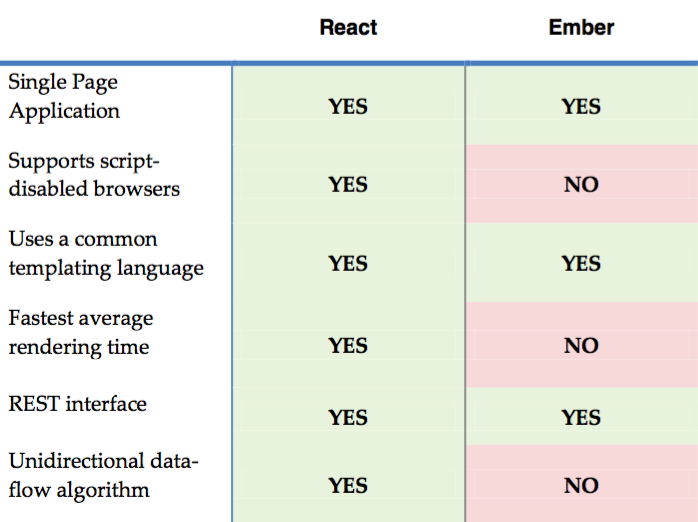 React Ember
Single Page
Application YES YES
Supports script-
disabled browsers YES NO
Uses a common
templating language YES YES
Fastest average
rendering time YES NO
REST interface YES YES
Unidirectional data-
flow algorithm YES NO